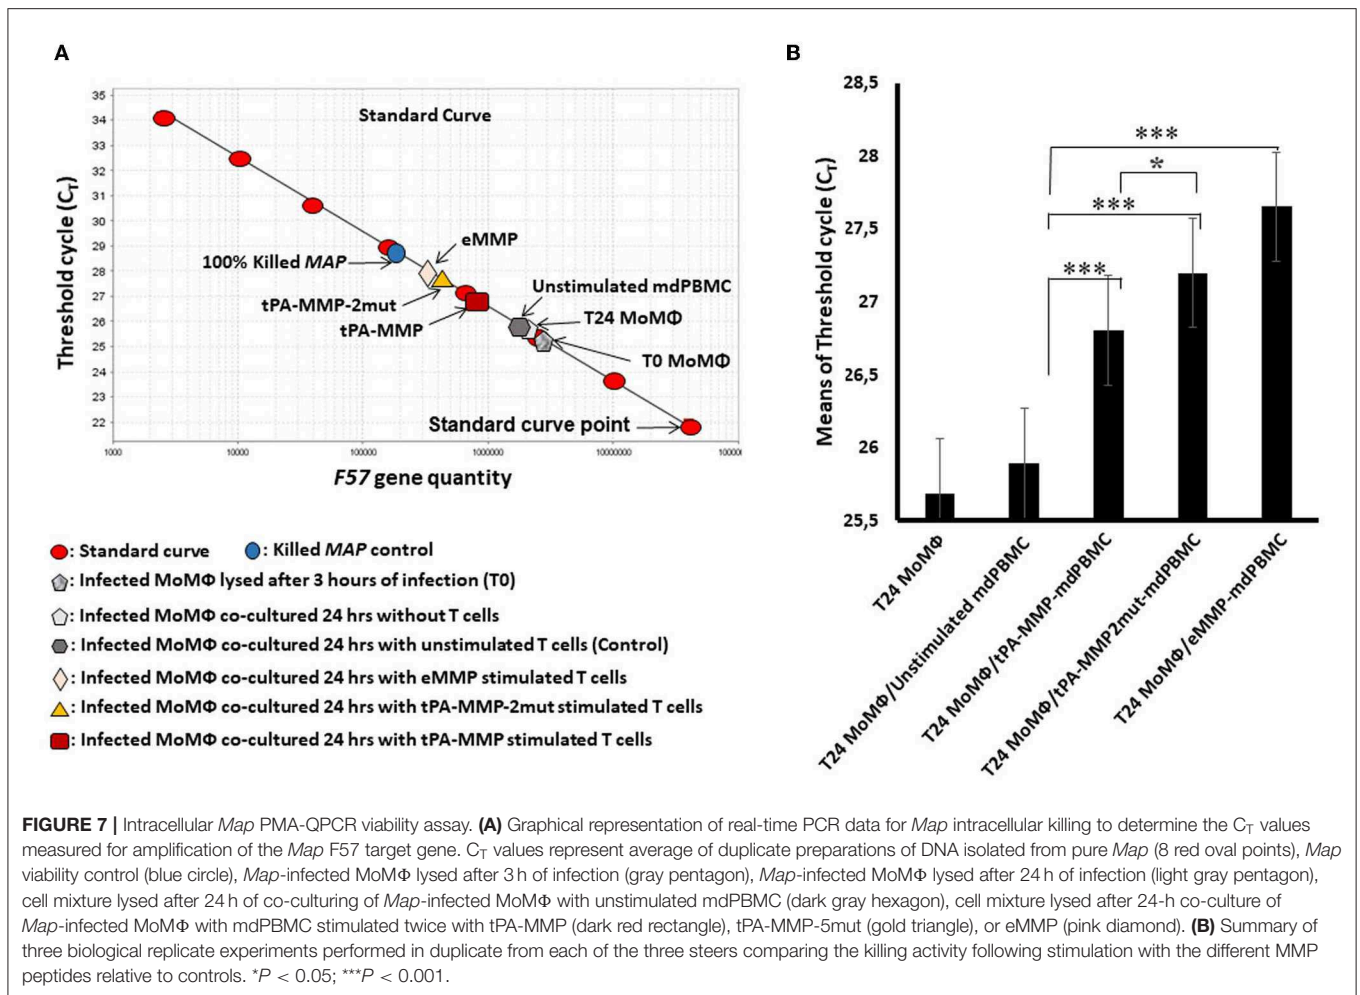 A
Standard Curve
35
34
33
32
31
30
29
28
27
26
25
24
23
22
Threshold cycle (C_T)
100% Killed MAP
eMMP
tPA-MMP-2mut
tPA-MMP
Unstimulated mdPBMC
T24 MoMΦ
T0 MoMΦ
Standard curve point
1000
10000
100000
1000000
10000000
100000
F57 gene quantity
: Standard curve
: Killed MAP control
: Infected MoMΦ lysed after 3 hours of infection (T0)
: Infected MoMΦ co-cultured 24 hrs without T cells
: Infected MoMΦ co-cultured 24 hrs with unstimulated T cells (Control)
: Infected MoMΦ co-cultured 24 hrs with eMMP stimulated T cells
: Infected MoMΦ co-cultured 24 hrs with tPA-MMP-2mut stimulated T cells
: Infected MoMΦ co-cultured 24 hrs with tPA-MMP stimulated T cells
B
28,5
28
27,5
27
26,5
26
25,5
Means of Threshold cycle (C_T)
***
*
***
***
T24 MoMΦ
T24 MoMΦ/Unstimulated mdPBMC
T24 MoMΦ/tPA-MMP-mdPBMC
T24 MoMΦ/tPA-MMP2mut-mdPBMC
T24 MoMΦ/eMMP-mdPBMC
FIGURE 7 | Intracellular Map PMA-QPCR viability assay. (A) Graphical representation of real-time PCR data for Map intracellular killing to determine the C_T values
measured for amplification of the Map F57 target gene. C_T values represent average of duplicate preparations of DNA isolated from pure Map (8 red oval points), Map
viability control (blue circle), Map-infected MoMΦ lysed after 3 h of infection (gray pentagon), Map-infected MoMΦ lysed after 24 h of infection (light gray pentagon),
cell mixture lysed after 24 h of co-culturing of Map-infected MoMΦ with unstimulated mdPBMC (dark gray hexagon), cell mixture lysed after 24-h co-culture of
Map-infected MoMΦ with mdPBMC stimulated twice with tPA-MMP (dark red rectangle), tPA-MMP-5mut (gold triangle), or eMMP (pink diamond). (B) Summary of
three biological replicate experiments performed in duplicate from each of the three steers comparing the killing activity following stimulation with the different MMP
peptides relative to controls. *P < 0.05; ***P < 0.001.